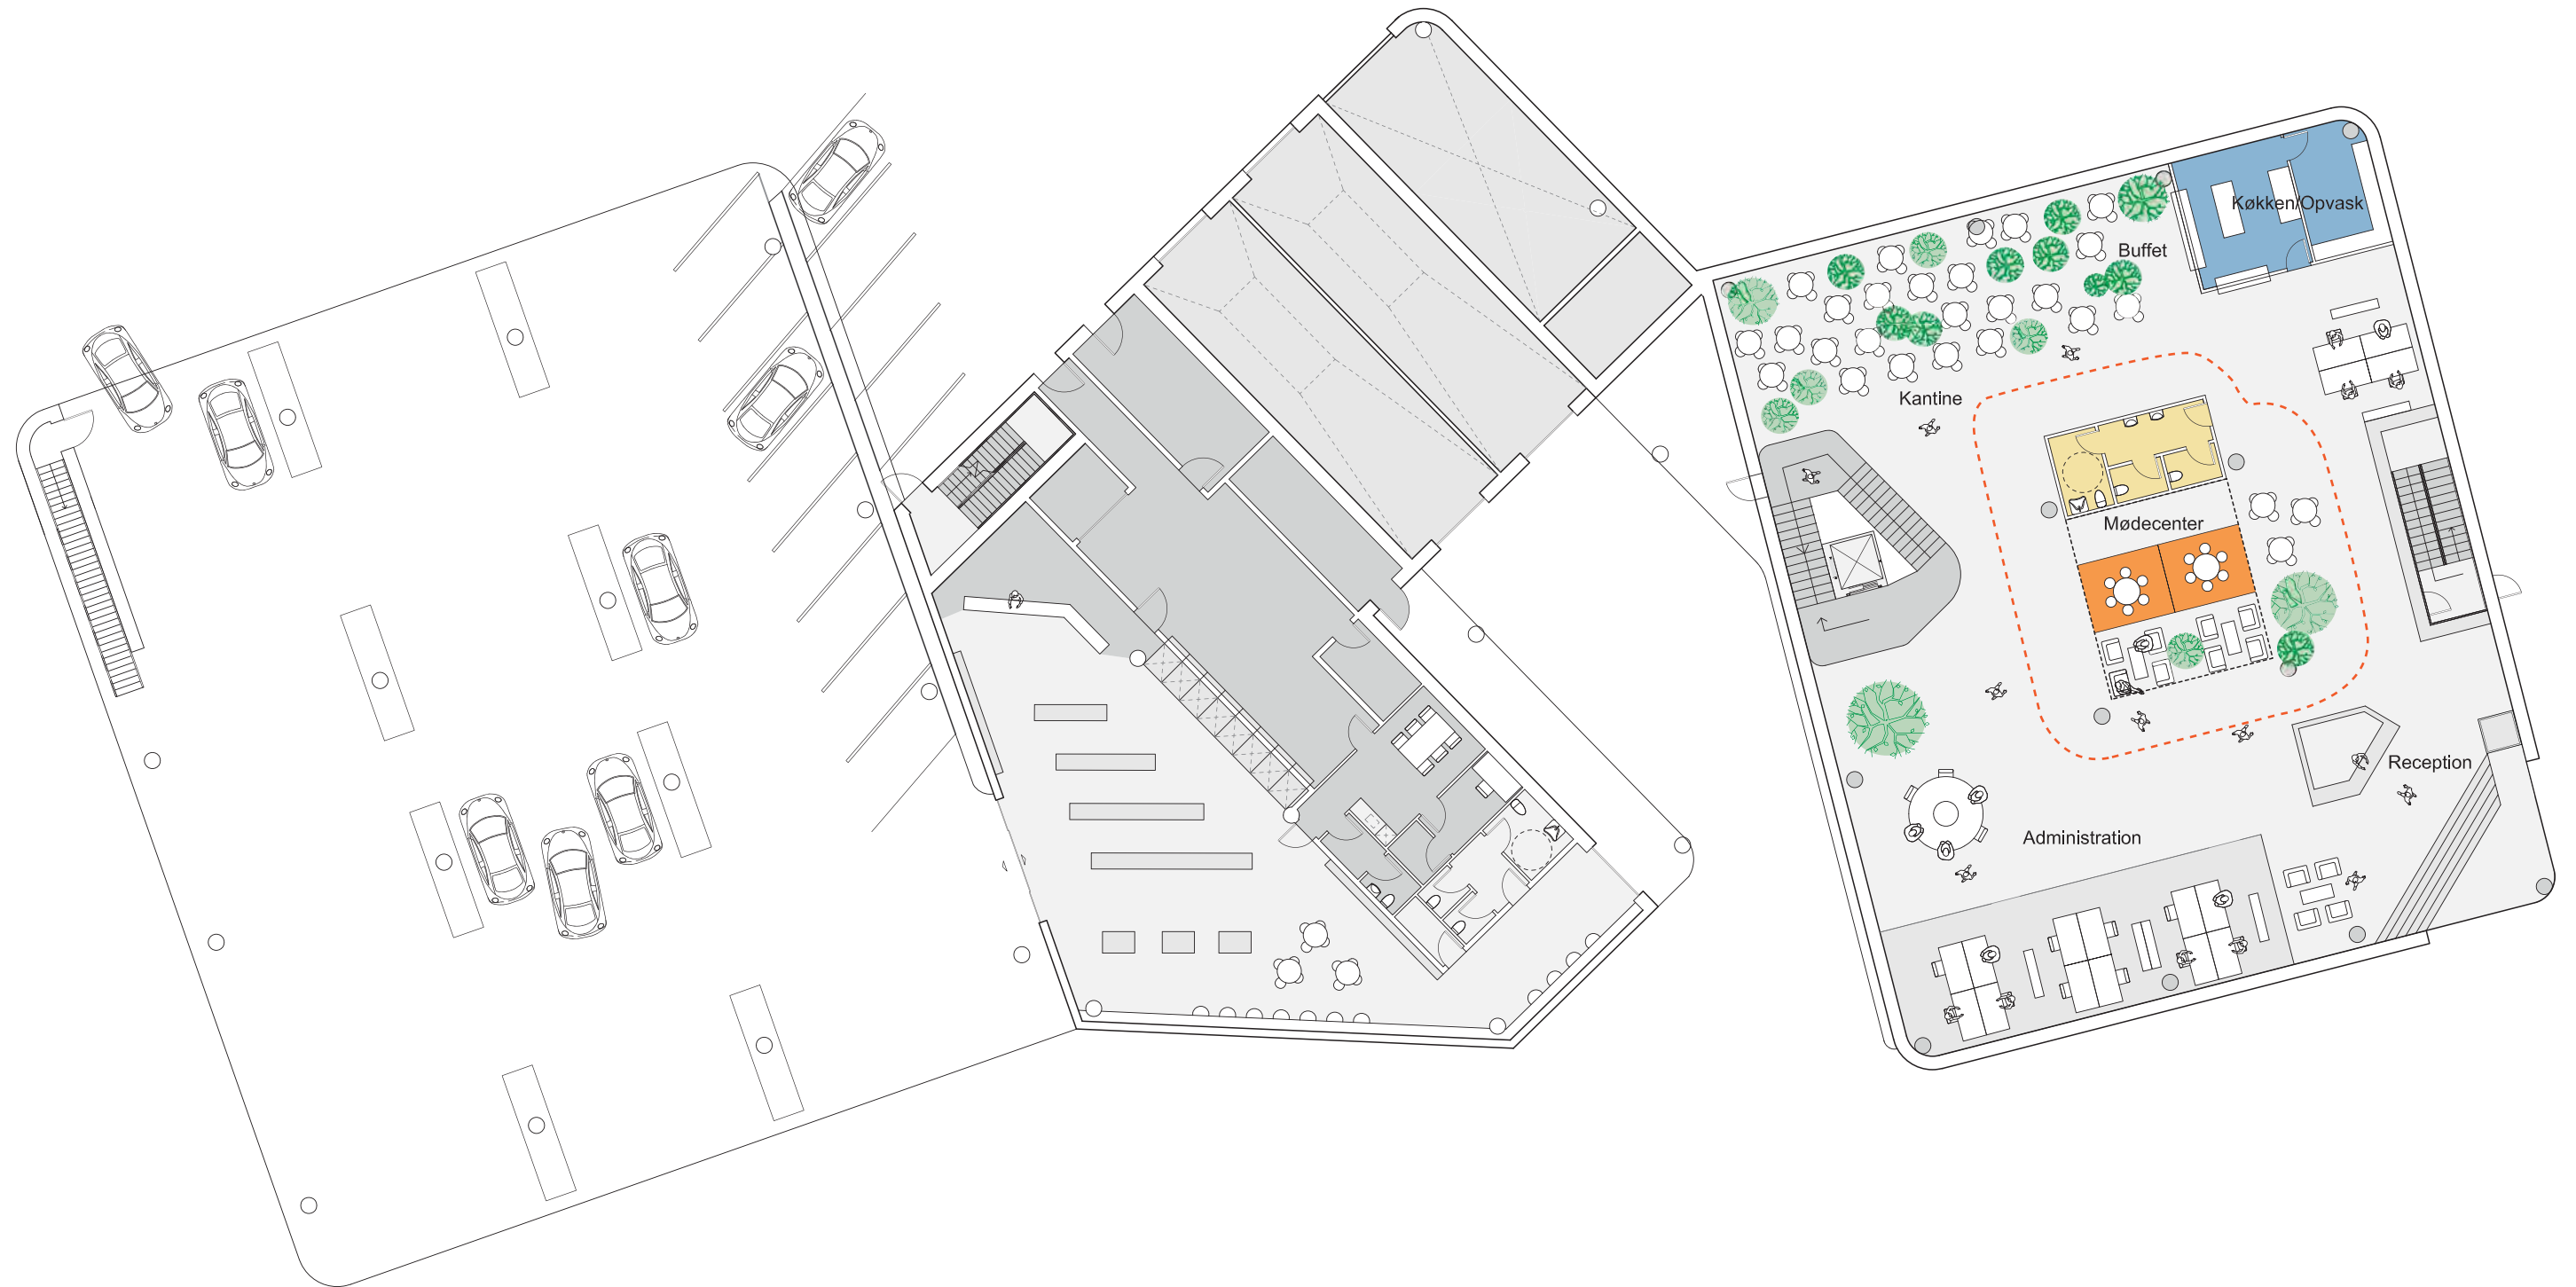 Køkken/Opvask
Buffet
Kantine
Mødecenter
Reception
Administration